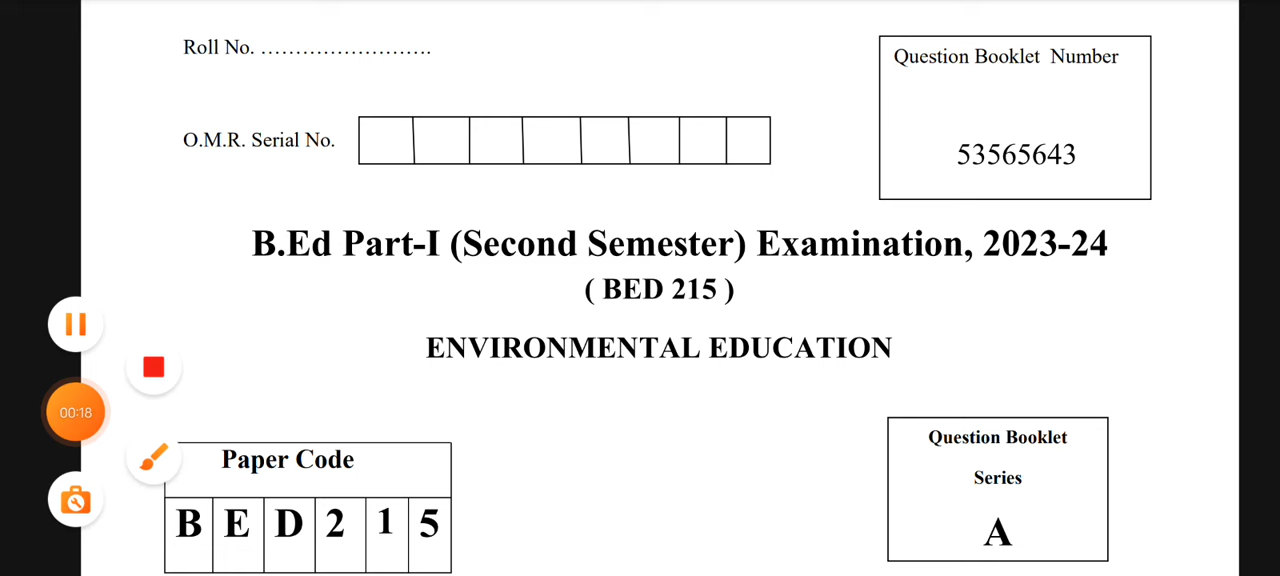 Roll No. ..........................
Question Booklet Number
O.M.R. Serial No.
53565643
B.Ed Part-I (Second Semester) Examination, 2023-24
( BED 215 )
ENVIRONMENTAL EDUCATION
00:18
Paper Code
B E D 2 1 5
Question Booklet
Series
A